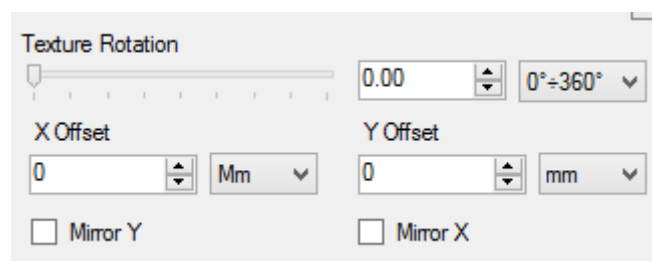 Texture Rotation
0.00 0°÷360°
X Offset Y Offset
0 Mm 0 mm
Mirror Y Mirror X